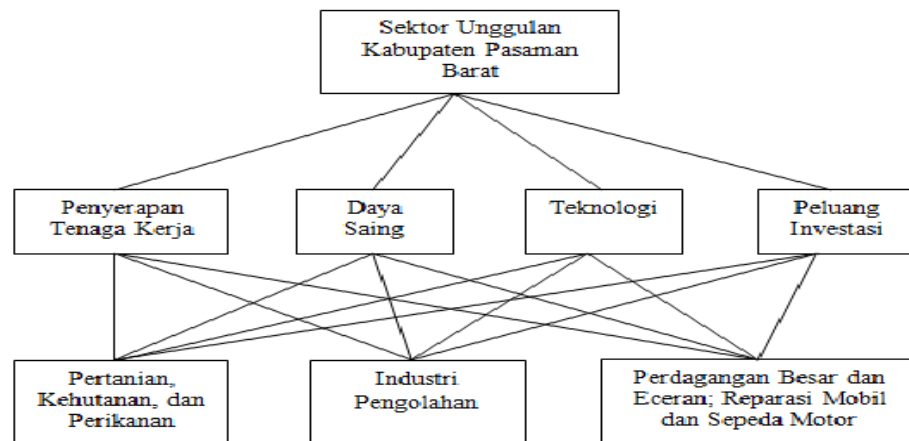 Sektor Unggulan
Kabupaten Pasaman
Barat
Penyerapan
Tenaga Kerja
Daya
Saing
Teknologi
Peluang
Investasi
Pertanian,
Kehutanan, dan
Perikanan
Industri
Pengolahan
Perdagangan Besar dan
Eceran; Reparasi Mobil
dan Sepeda Motor